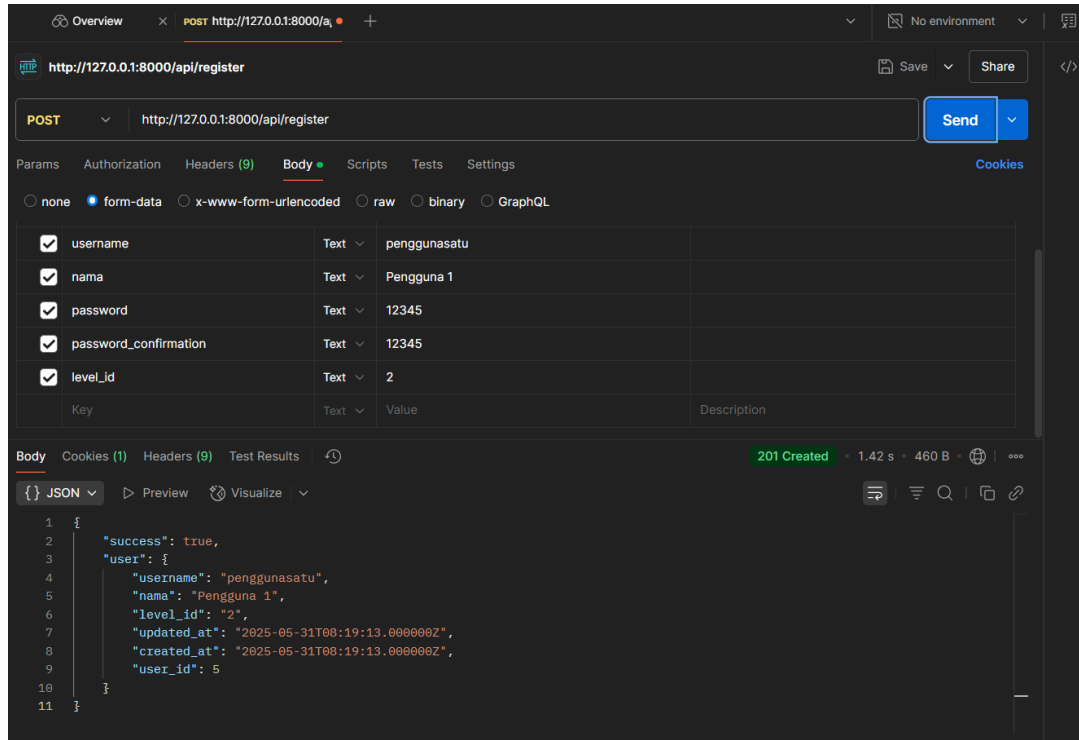 Overview × POST http://127.0.0.1:8000/a No environment
HTTP http://127.0.0.1:8000/api/register Save Share </>
POST http://127.0.0.1:8000/api/register Send
Params Authorization Headers (9) Body Scripts Tests Settings Cookies
none form-data x-www-form-urlencoded raw binary GraphQL
username Text penggunasatu
nama Text Pengguna 1
password Text 12345
password_confirmation Text 12345
level_id Text 2
Key Text Value Description
Body Cookies (1) Headers (9) Test Results 201 Created • 1.42 s • 460 B
{} JSON Preview Visualize
1 {
2 "success": true,
3 "user": {
4 "username": "penggunasatu",
5 "nama": "Pengguna 1",
6 "level_id": "2",
7 "updated_at": "2025-05-31T08:19:13.000000Z",
8 "created_at": "2025-05-31T08:19:13.000000Z",
9 "user_id": 5
10 }
11 }